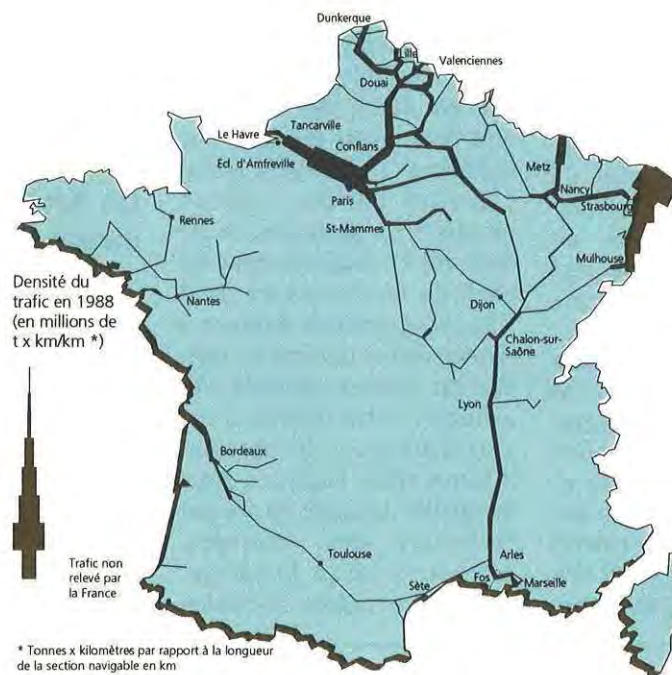 Dunkerque
Lille
Valenciennes
Douai
Le Havre
Tancarville
Conflans
Ecl. d'Amfreville
Metz
Nancy
Paris
Strasbourg
St-Mammes
Rennes
Mulhouse
Densité du
trafic en 1988
(en millions de
t x km/km *)
Nantes
Dijon
Chalon-sur-
Saône
Lyon
Bordeaux
Trafic non
relevé par
la France
Toulouse
Arles
Sète
Fos
Marseille
* Tonnes x kilomètres par rapport à la longueur
de la section navigable en km